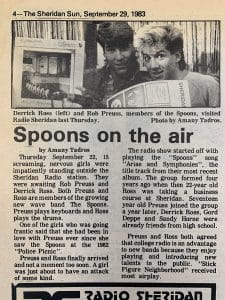 4—The Sheridan Sun, September 29, 1983
Derrick Ross (left) and Rob Preuss, members of the Spoons, visited
Radio Sheridan last Thursday. Photo by Amany Tadros.
Spoons on the air
by Amany Tadros
Thursday September 22, 15
screaming, nervous girls were
impatiently standing outside the
Sheridan Radio station. They
were awaiting Rob Preuss and
Derrick Ross. Both Preuss and
Ross are members of the growing
new wave band The Spoons.
Preuss plays keyboards and Ross
plays the drums.
One of the girls who was going
frantic said that she had been in
love with Preuss ever since she
saw the Spoons at the 1982
"Police Picnic".
Preuss and Ross finally arrived
and not a moment too soon. A girl
was just about to have an attack
of some kind.
The radio show started off with
playing the "Spoons" song
"Arias and Symphonies", the
title track from their most recent
album. The group formed four
years ago when then 22-year old
Ross was taking a business
course at Sheridan. Seventeen
year old Preuss joined the group
a year later, Derrick Ross, Gord
Deppe and Sandy Horne were
already friends from high school.
Preuss and Ross both agreed
that college radio is an advantage
to new bands because they enjoy
playing and introducing new
talents to the public. "Stick
Figure Neighborhood" received
most airplay.
RADIO SHERIDAN